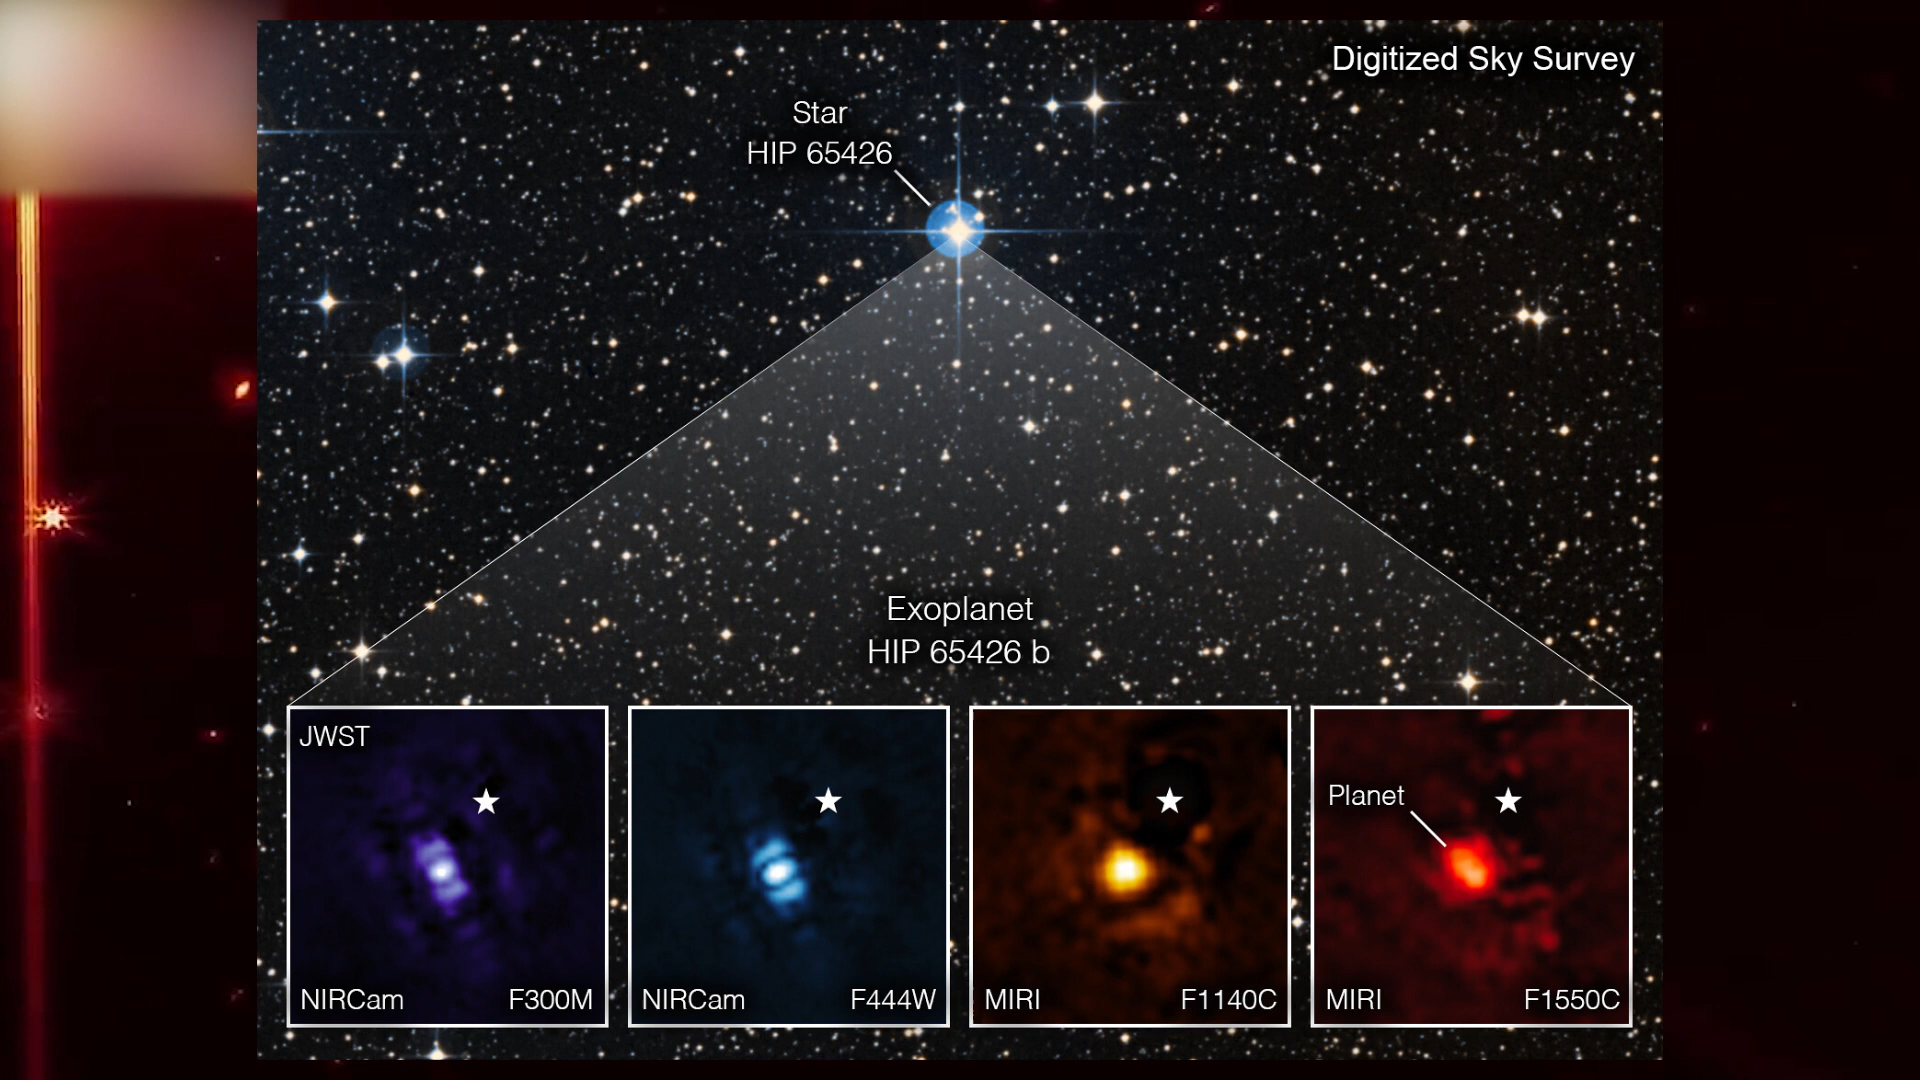 Digitized Sky Survey
Star
HIP 65426
Exoplanet
HIP 65426 b
JWST
NIRCam F300M
NIRCam F444W
MIRI F1140C
Planet
MIRI F1550C